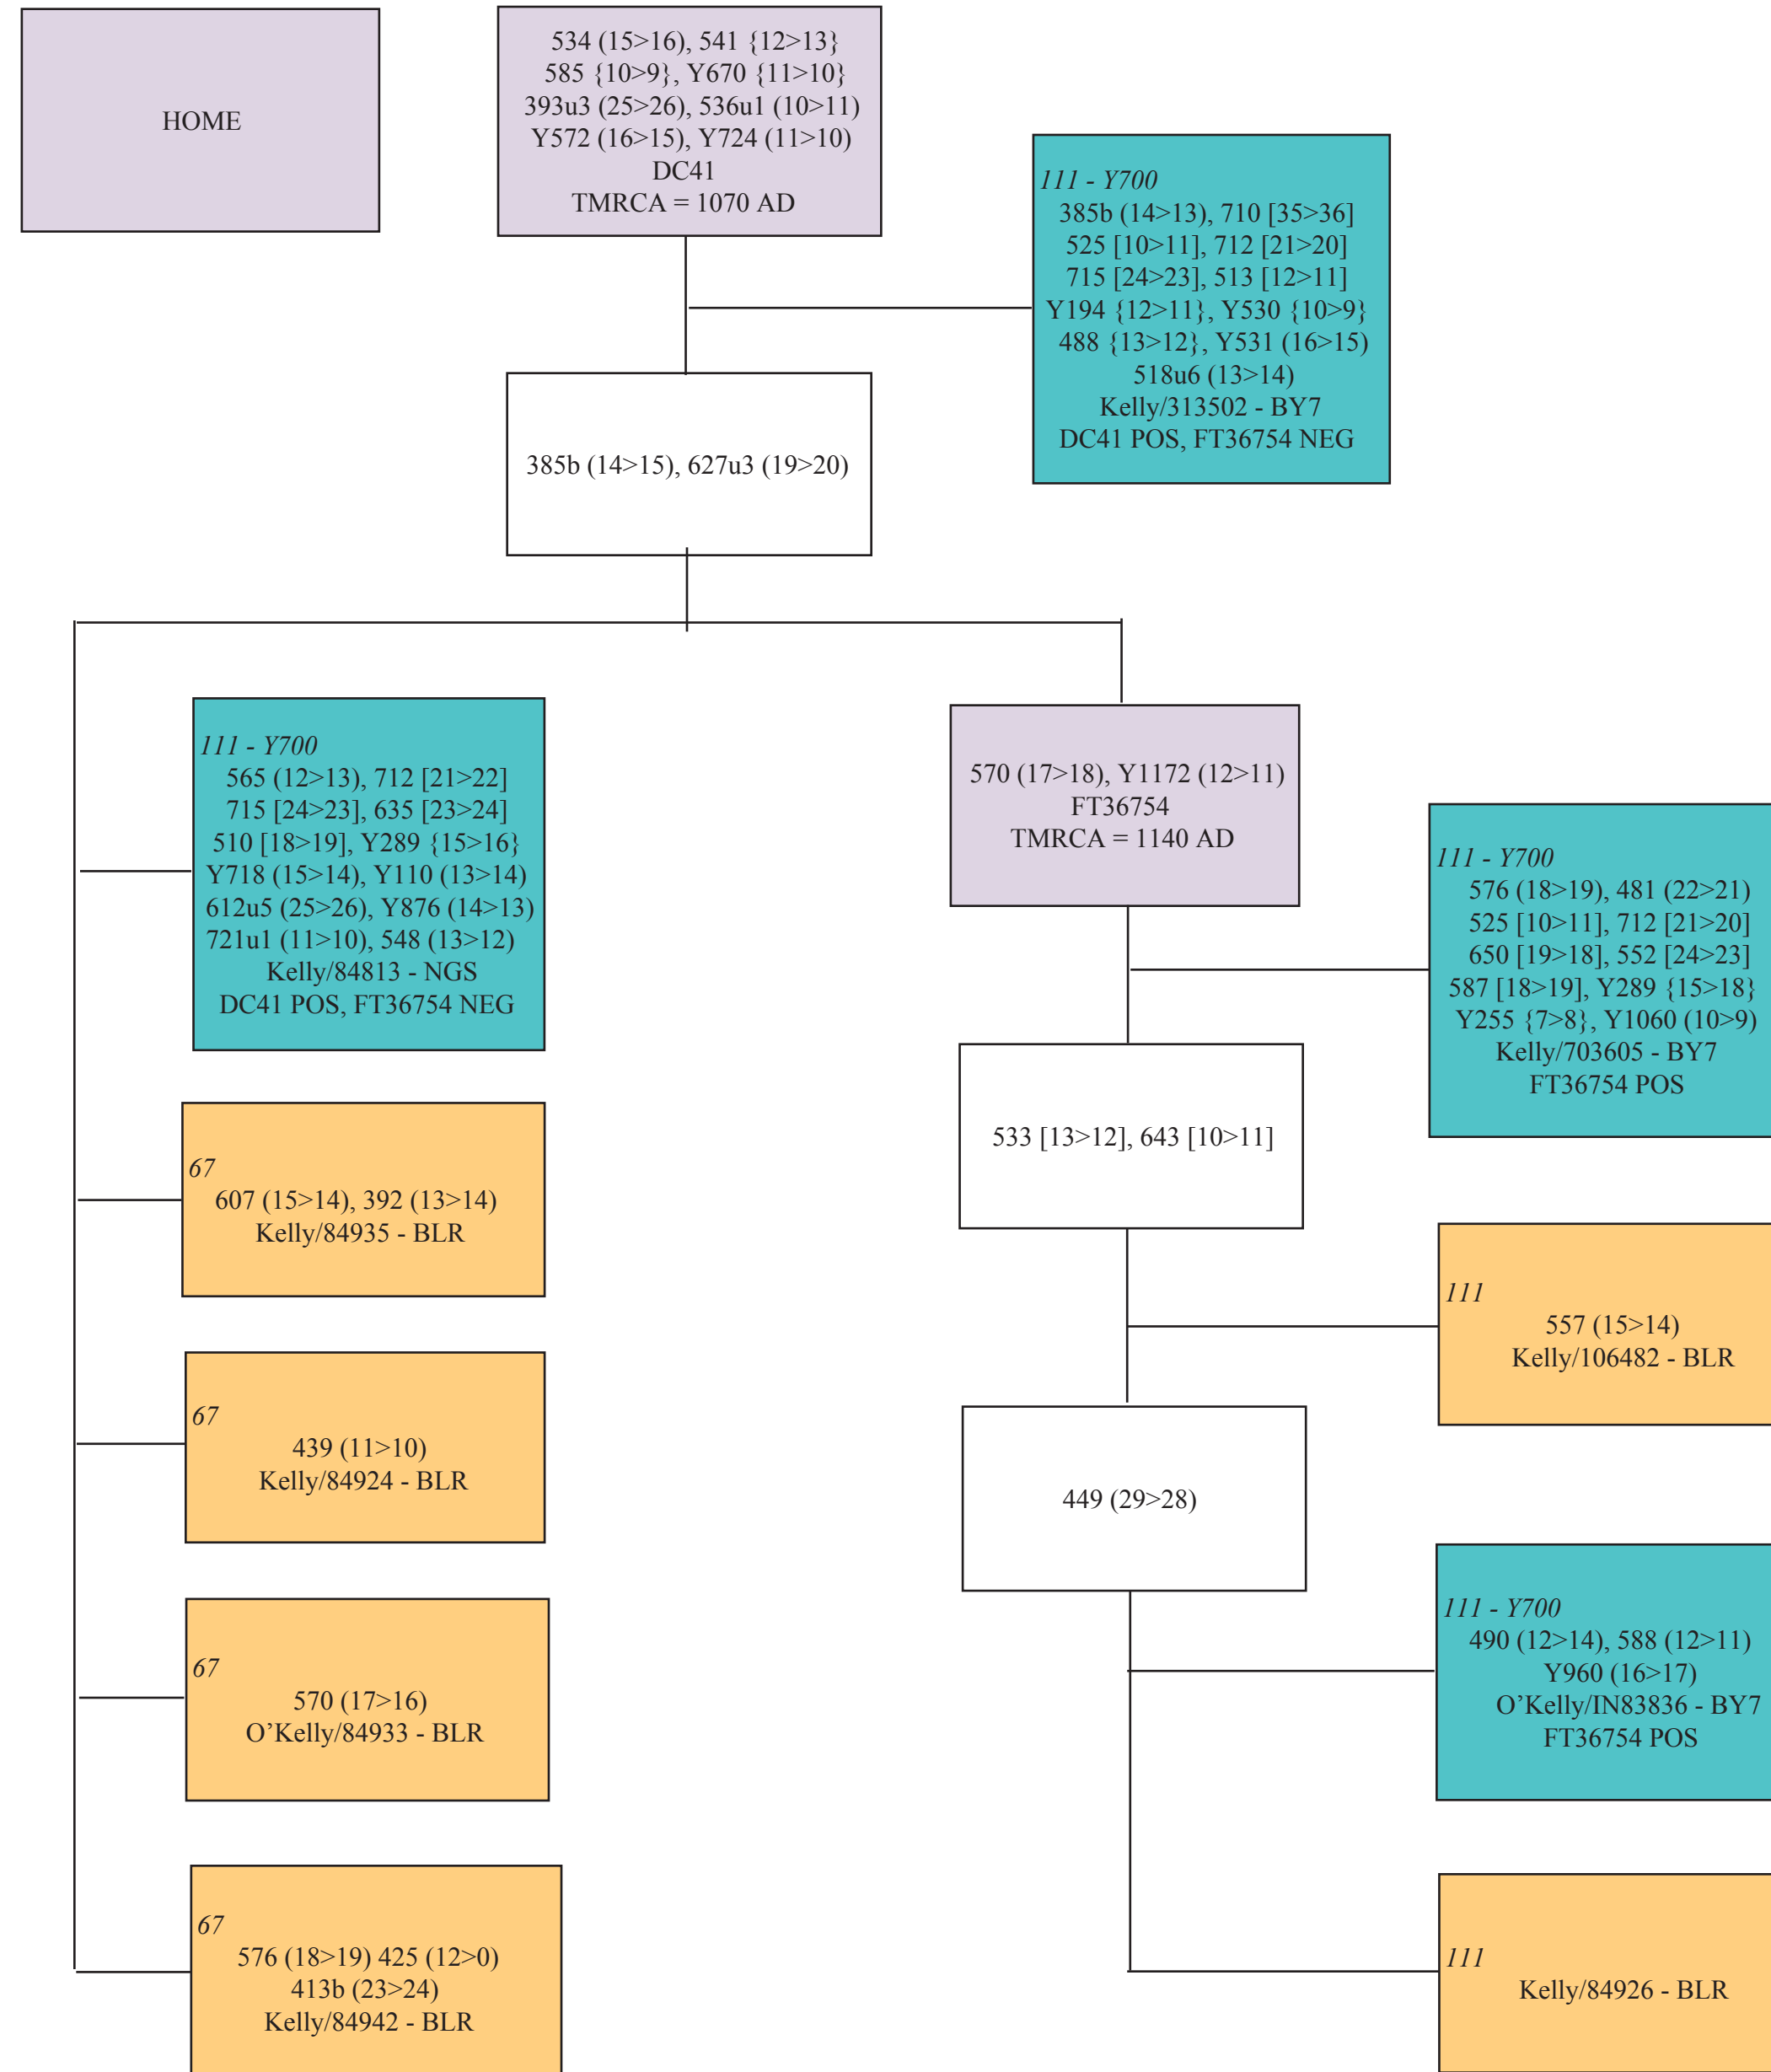 HOME
534 (15>16), 541 {12>13}
585 {10>9}, Y670 {11>10}
393u3 (25>26), 536u1 (10>11)
Y572 (16>15), Y724 (11>10)
DC41
TMRCA = 1070 AD
111 - Y700
385b (14>13), 710 [35>36]
525 [10>11], 712 [21>20]
715 [24>23], 513 [12>11]
Y194 {12>11}, Y530 {10>9}
488 {13>12}, Y531 (16>15)
518u6 (13>14)
Kelly/313502 - BY7
DC41 POS, FT36754 NEG
385b (14>15), 627u3 (19>20)
111 - Y700
565 (12>13), 712 [21>22]
715 [24>23], 635 [23>24]
510 [18>19], Y289 {15>16}
Y718 (15>14), Y110 (13>14)
612u5 (25>26), Y876 (14>13)
721u1 (11>10), 548 (13>12)
Kelly/84813 - NGS
DC41 POS, FT36754 NEG
67
607 (15>14), 392 (13>14)
Kelly/84935 - BLR
67
439 (11>10)
Kelly/84924 - BLR
67
570 (17>16)
O’Kelly/84933 - BLR
67
576 (18>19) 425 (12>0)
413b (23>24)
Kelly/84942 - BLR
570 (17>18), Y1172 (12>11)
FT36754
TMRCA = 1140 AD
111 - Y700
576 (18>19), 481 (22>21)
525 [10>11], 712 [21>20]
650 [19>18], 552 [24>23]
587 [18>19], Y289 {15>18}
Y255 {7>8}, Y1060 (10>9)
Kelly/703605 - BY7
FT36754 POS
533 [13>12], 643 [10>11]
111
557 (15>14)
Kelly/106482 - BLR
449 (29>28)
111 - Y700
490 (12>14), 588 (12>11)
Y960 (16>17)
O’Kelly/IN83836 - BY7
FT36754 POS
111
Kelly/84926 - BLR